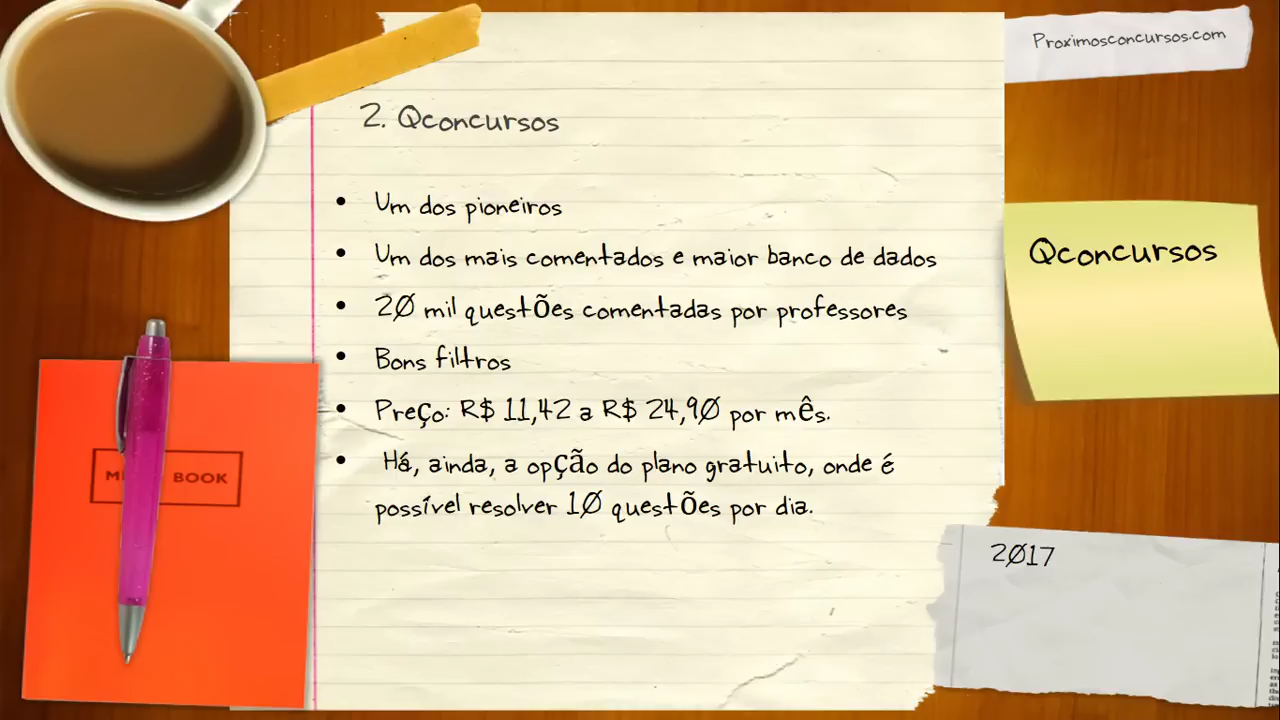 Proximosconcursos.com
2. Qconcursos
• Um dos pioneiros
• Um dos mais comentados e maior banco de dados
• 20 mil questões comentadas por professores
• Bons filtros
• Preço: R$ 11,42 a R$ 24,90 por mês.
• Há, ainda, a opção do plano gratuito, onde é
possível resolver 10 questões por dia.
Qconcursos
BOOK
2017